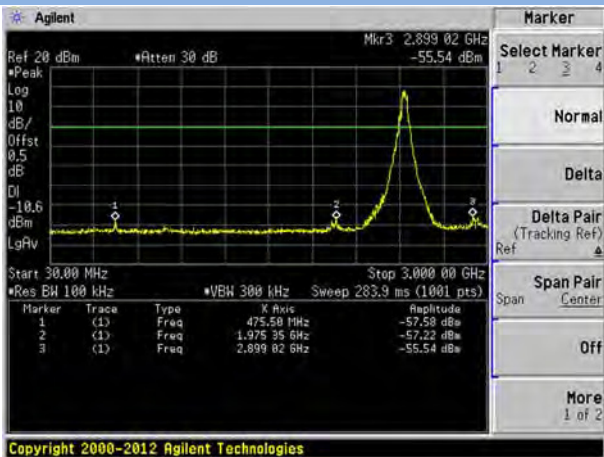 Agilent
Marker
Mkr3 2.899 02 GHz
Ref 20 dBm
*Atten 30 dB
-55.54 dBm
*Peak
Log
10
dB/
Offst
0.5
dB
DI
-10.6
dBm
LgAv
1
2
3
Start 30.00 MHz
Stop 3.000 00 GHz
*Res BW 100 kHz
*VBW 300 kHz
Sweep 283.9 ms (1001 pts)
Marker Trace Type X Axis Amplitude
1 (1) Freq 475.50 MHz -57.58 dBm
2 (1) Freq 1.975 35 GHz -57.22 dBm
3 (1) Freq 2.899 02 GHz -55.54 dBm
Select Marker
1 2 3 4
Normal
Delta
Delta Pair
(Tracking Ref)
Ref Δ
Span Pair
Span Center
Off
More
1 of 2
Copyright 2000-2012 Agilent Technologies